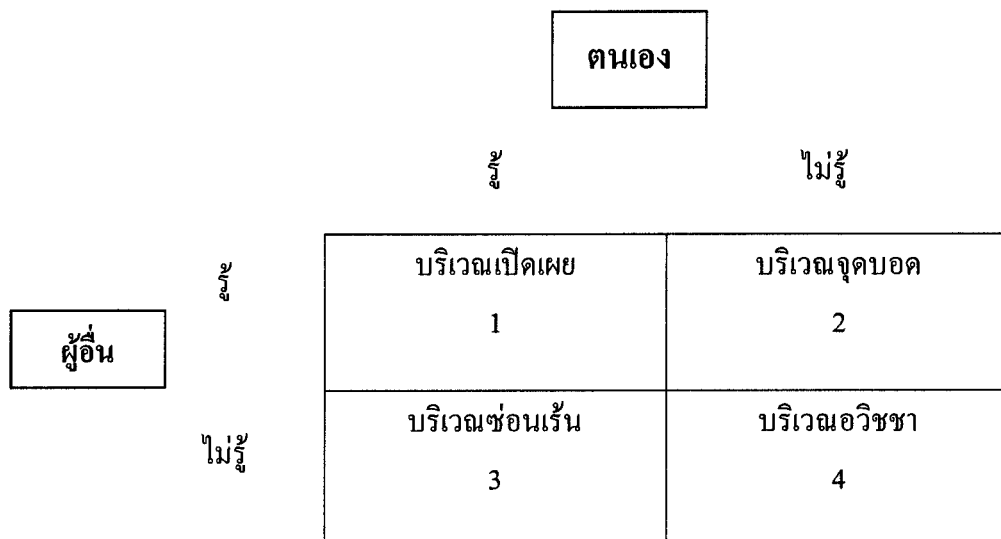 ตนเอง
รู้ ไม่รู้
รู้
บริเวณเปิดเผย บริเวณจุดบอด
1 2
ผู้อื่น
ไม่รู้
บริเวณซ่อนเร้น บริเวณอวิชชา
3 4